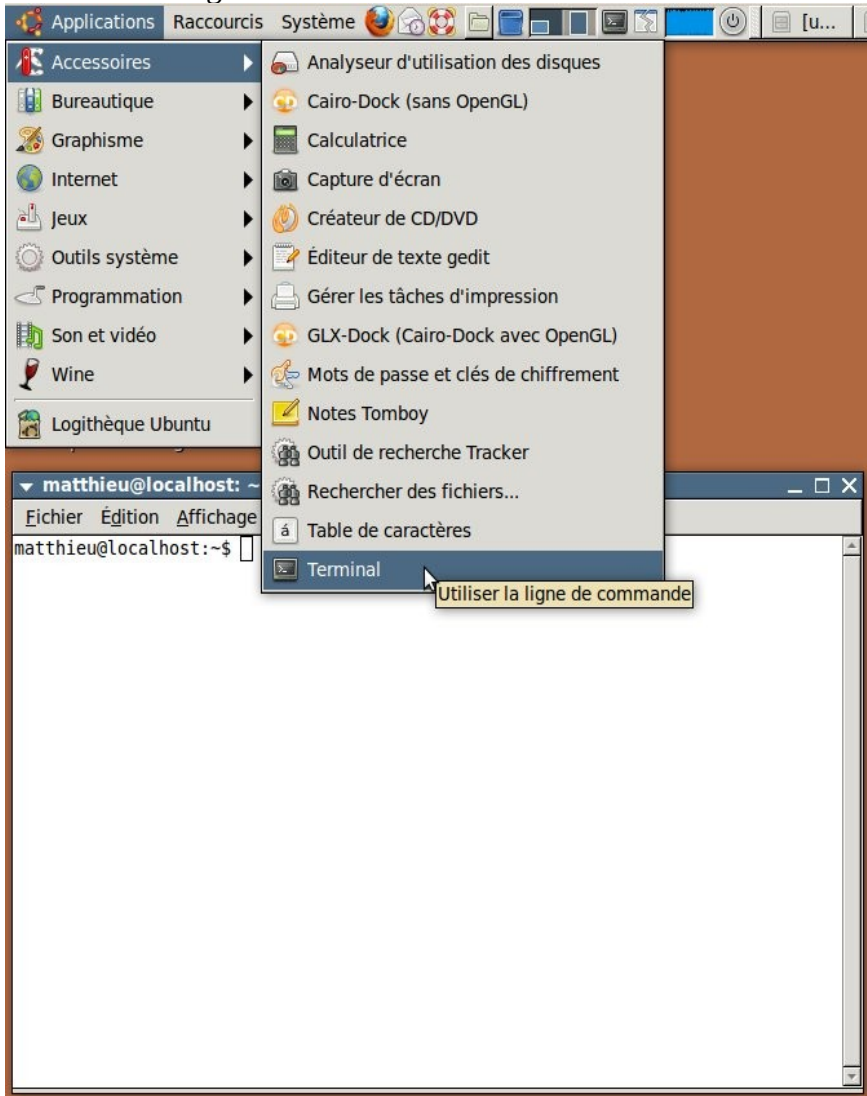 Applications Raccourcis Système [u...
Accessoires
Bureautique
Graphisme
Internet
Jeux
Outils système
Programmation
Son et vidéo
Wine
Logithèque Ubuntu
Analyseur d'utilisation des disques
Cairo-Dock (sans OpenGL)
Calculatrice
Capture d'écran
Créateur de CD/DVD
Éditeur de texte gedit
Gérer les tâches d'impression
GLX-Dock (Cairo-Dock avec OpenGL)
Mots de passe et clés de chiffrement
Notes Tomboy
Outil de recherche Tracker
Rechercher des fichiers...
Table de caractères
Terminal
Utiliser la ligne de commande
matthieu@localhost: ~
Fichier Édition Affichage
matthieu@localhost:~$